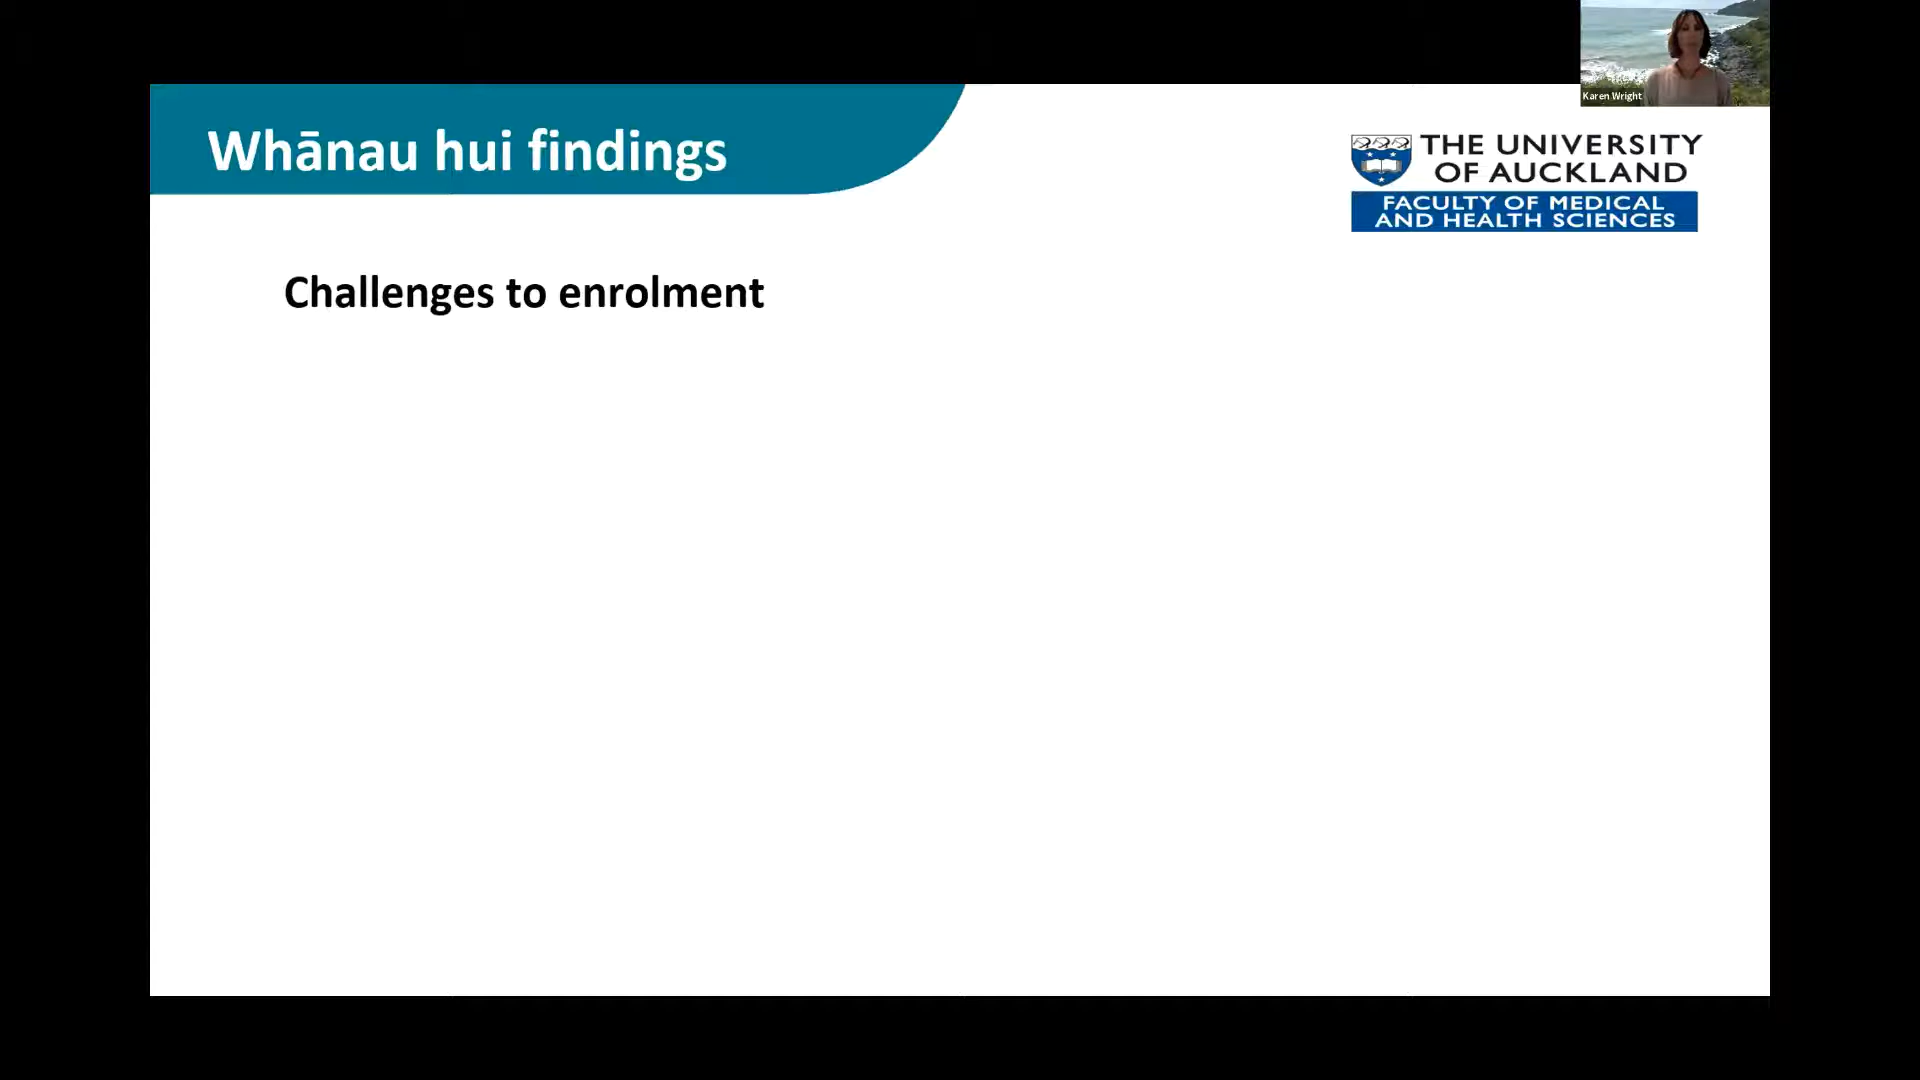 Karen Wright
Whānau hui findings
THE UNIVERSITY
OF AUCKLAND
FACULTY OF MEDICAL
AND HEALTH SCIENCES
Challenges to enrolment